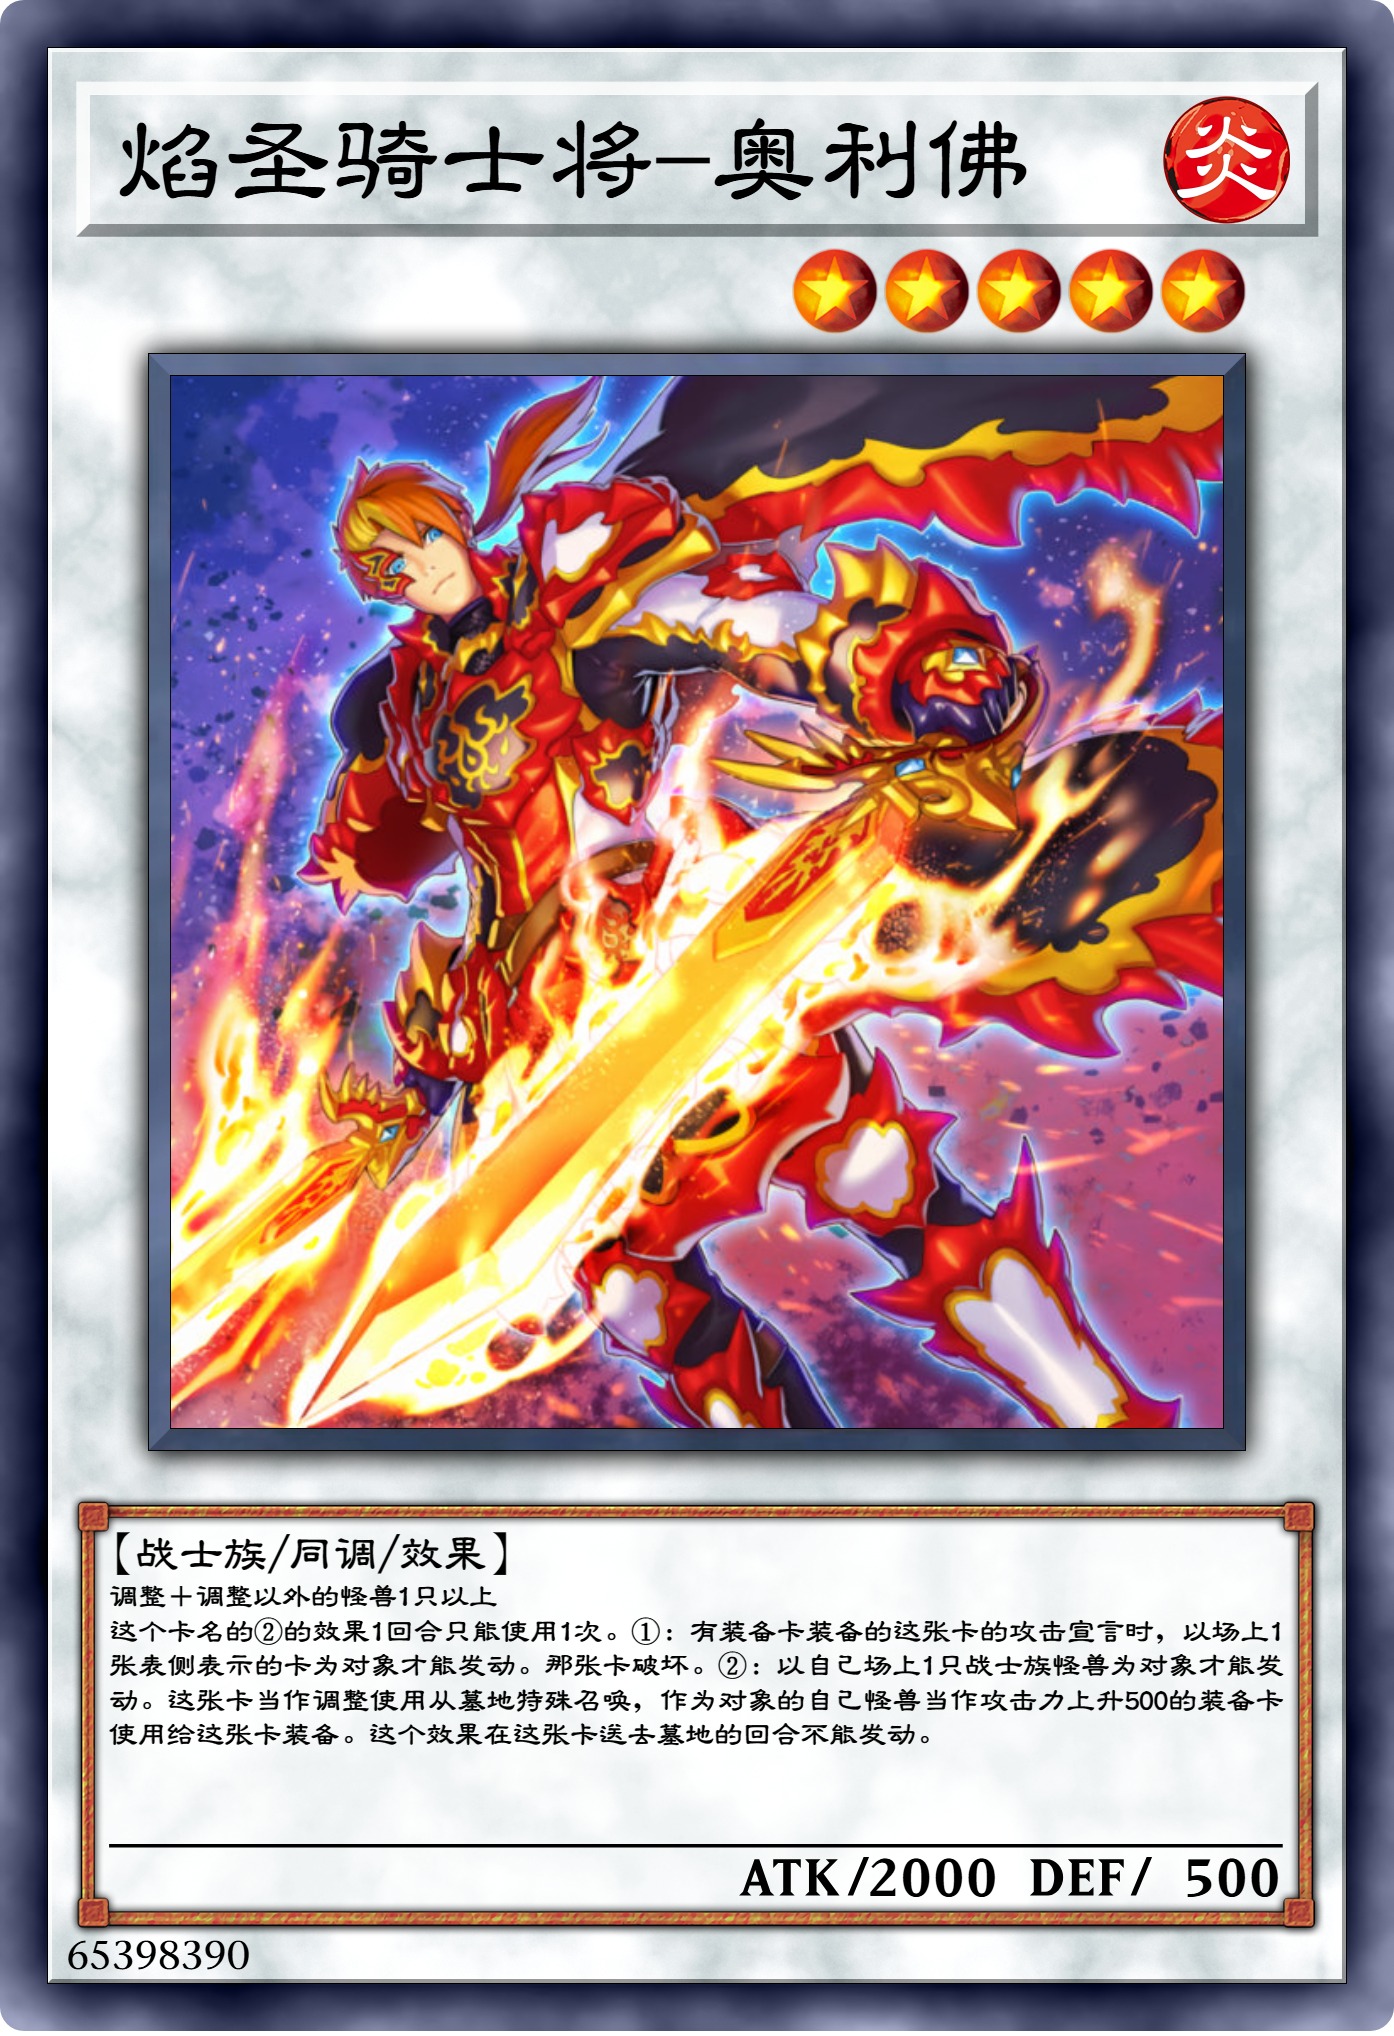 焰圣骑士将-奥利佛
炎
【战士族/同调/效果】
调整＋调整以外的怪兽1只以上
这个卡名的②的效果1回合只能使用1次。①：有装备卡装备的这张卡的攻击宣言时，以场上1
张表侧表示的卡为对象才能发动。那张卡破坏。②：以自己场上1只战士族怪兽为对象才能发
动。这张卡当作调整使用从墓地特殊召唤，作为对象的自己怪兽当作攻击力上升500的装备卡
使用给这张卡装备。这个效果在这张卡送去墓地的回合不能发动。
ATK/2000 DEF/ 500
65398390